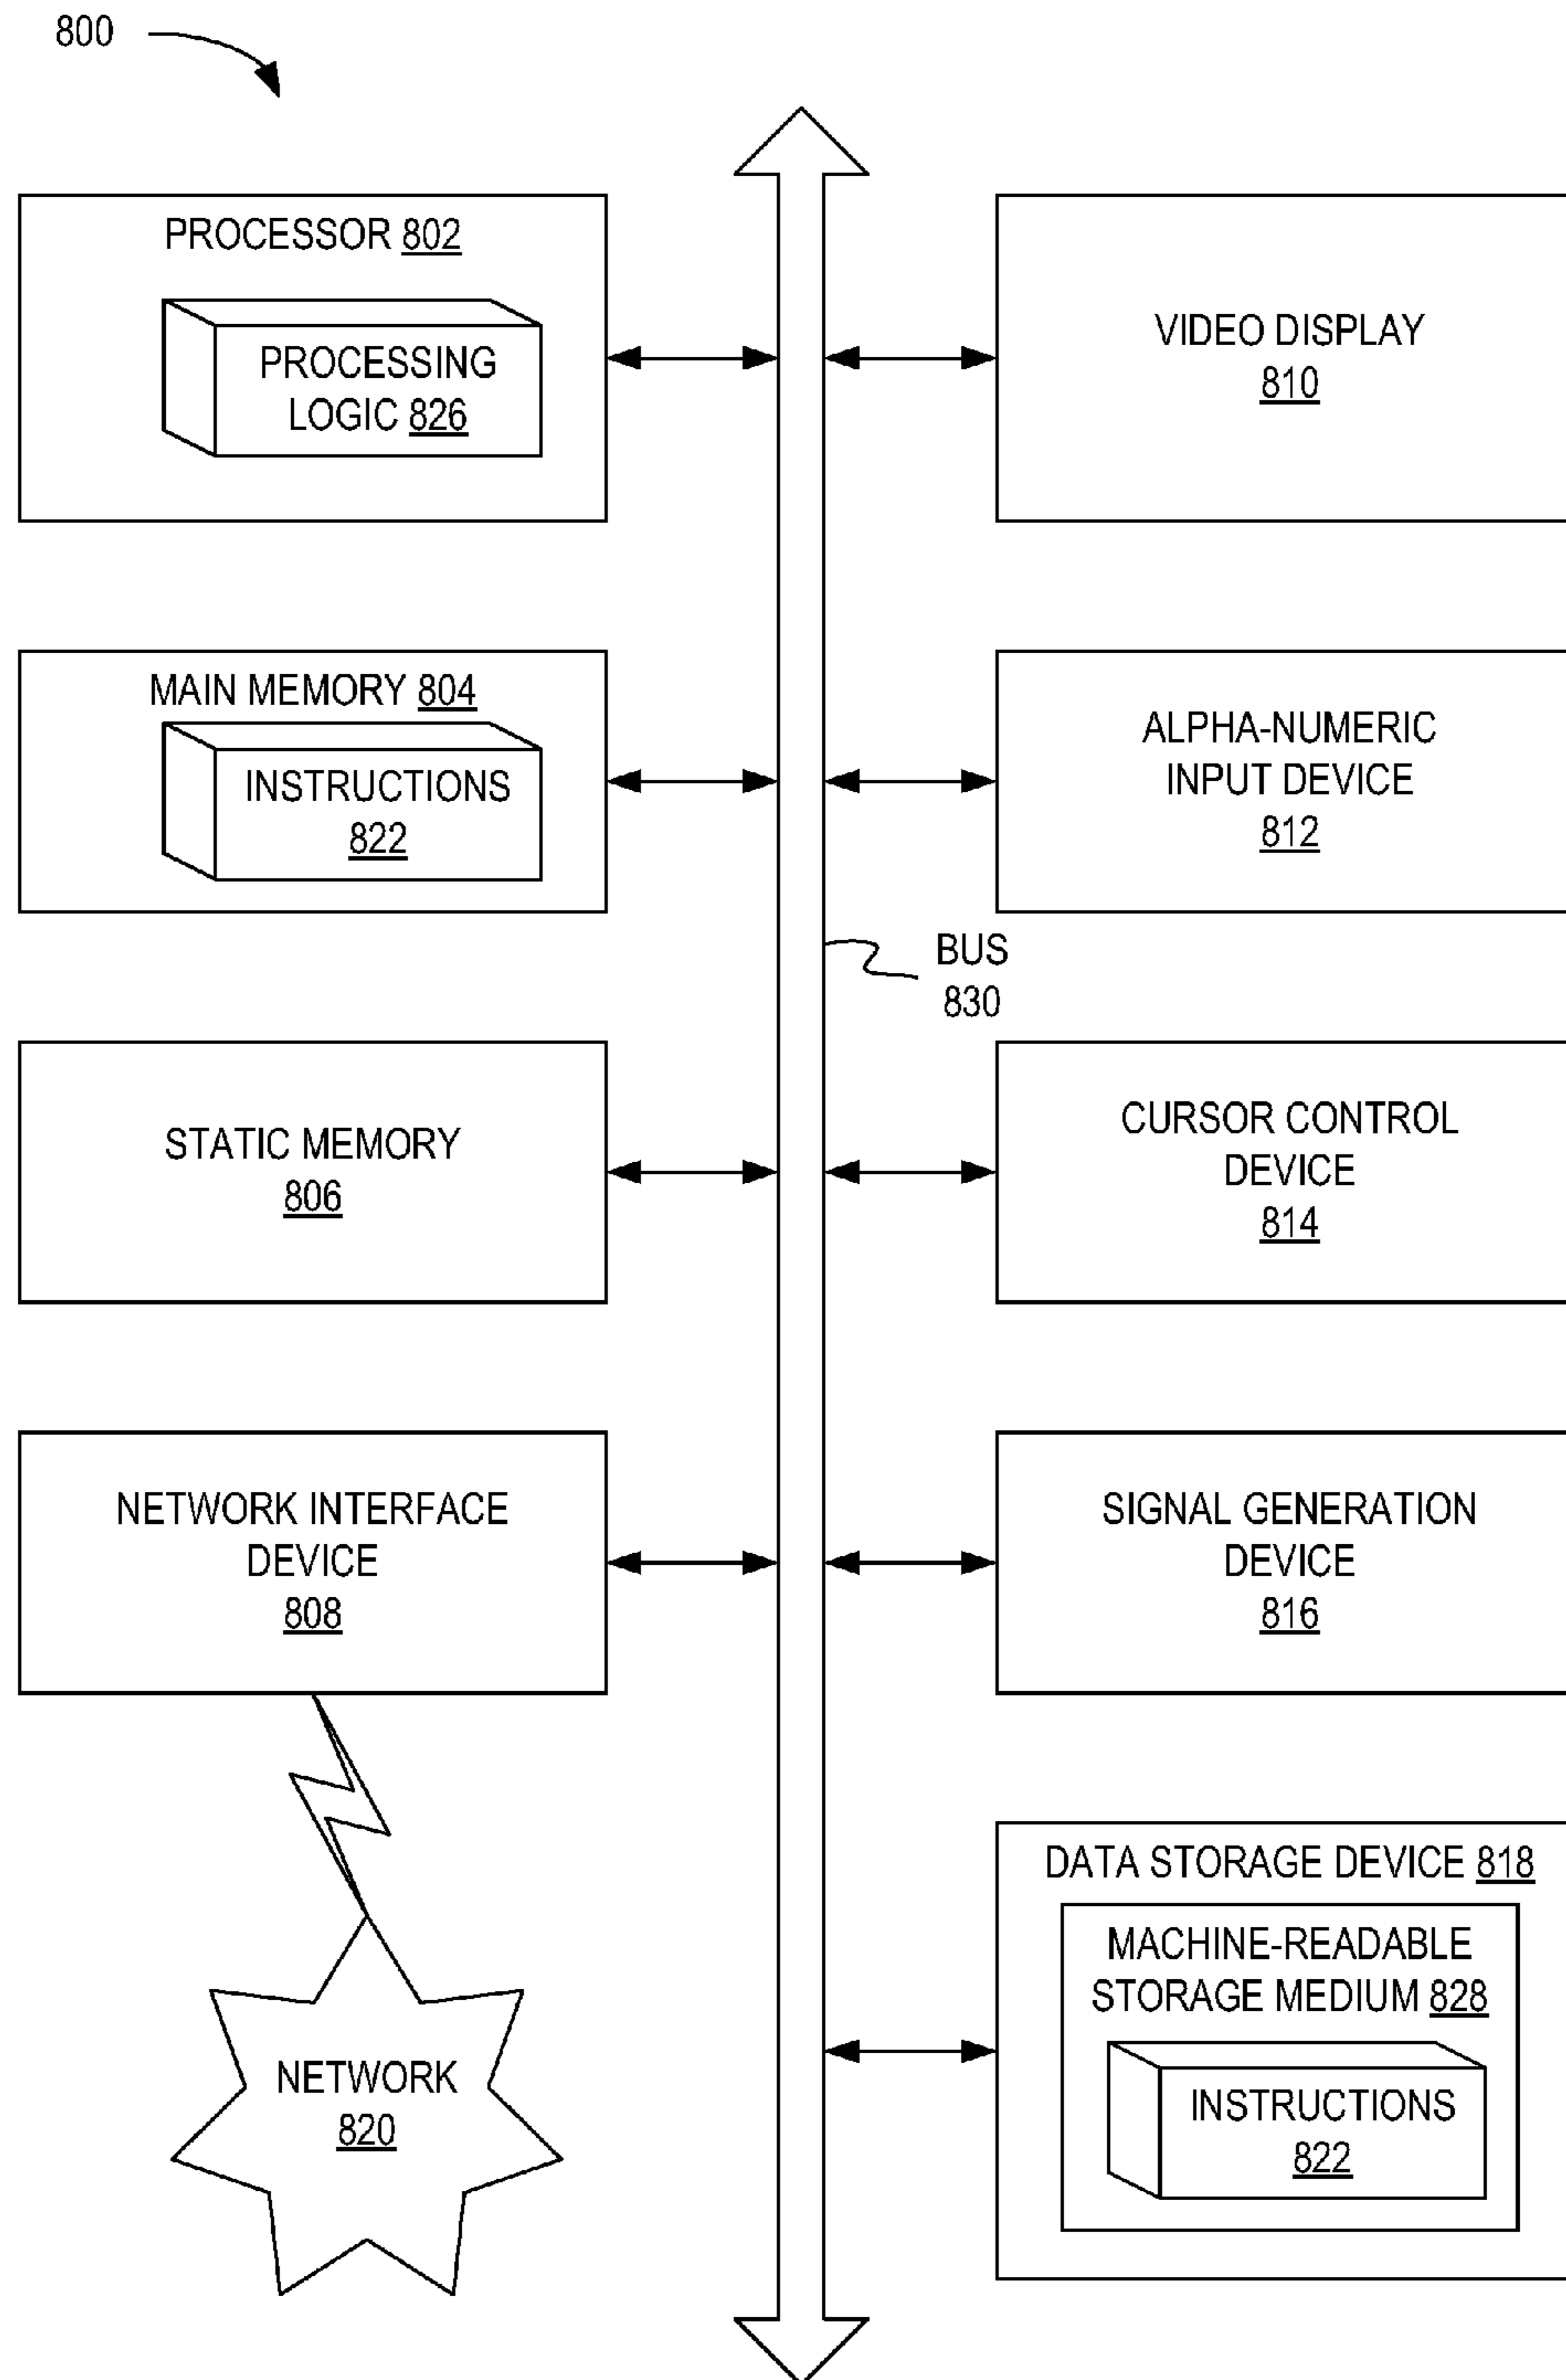 800
PROCESSOR 802
PROCESSING
LOGIC 826
MAIN MEMORY 804
INSTRUCTIONS
822
STATIC MEMORY
806
NETWORK INTERFACE
DEVICE
808
NETWORK
820
BUS
830
VIDEO DISPLAY
810
ALPHA-NUMERIC
INPUT DEVICE
812
CURSOR CONTROL
DEVICE
814
SIGNAL GENERATION
DEVICE
816
DATA STORAGE DEVICE 818
MACHINE-READABLE
STORAGE MEDIUM 828
INSTRUCTIONS
822